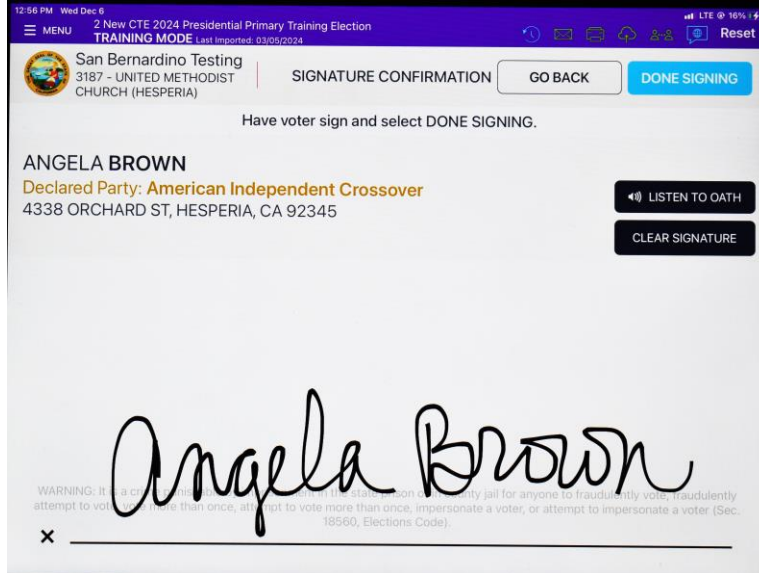 12:56 PM Wed Dec 6
LTE 16%
MENU
2 New CTE 2024 Presidential Primary Training Election
TRAINING MODE Last Imported: 03/05/2024
Reset
San Bernardino Testing
3187 - UNITED METHODIST
CHURCH (HESPERIA)
SIGNATURE CONFIRMATION
GO BACK
DONE SIGNING
Have voter sign and select DONE SIGNING.
ANGELA BROWN
Declared Party: American Independent Crossover
4338 ORCHARD ST, HESPERIA, CA 92345
LISTEN TO OATH
CLEAR SIGNATURE
Angela Brown
WARNING: It is a crime in the state prison or in county jail for anyone to fraudulently vote, fraudulently
attempt to vote, vote more than once, attempt to vote more than once, impersonate a voter, or attempt to impersonate a voter (Sec.
18560, Elections Code).
X